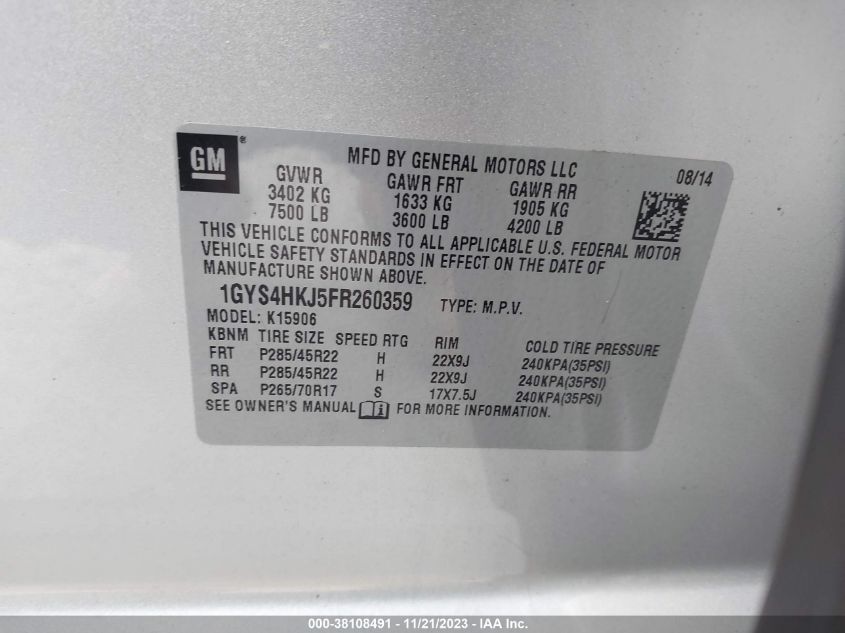 GM®
MFD BY GENERAL MOTORS LLC
08/14
GVWR GAWR FRT GAWR RR
3402 KG 1633 KG 1905 KG
7500 LB 3600 LB 4200 LB
THIS VEHICLE CONFORMS TO ALL APPLICABLE U.S. FEDERAL MOTOR
VEHICLE SAFETY STANDARDS IN EFFECT ON THE DATE OF
MANUFACTURE SHOWN ABOVE.
1GYS4HKJ5FR260359 TYPE: M.P.V.
MODEL: K15906
KBNM TIRE SIZE SPEED RTG RIM COLD TIRE PRESSURE
FRT P285/45R22 H 22X9J 240KPA(35PSI)
RR P285/45R22 H 22X9J 240KPA(35PSI)
SPA P265/70R17 S 17X7.5J 240KPA(35PSI)
SEE OWNER'S MANUAL FOR MORE INFORMATION.
000-38108491 - 11/21/2023 - IAA Inc.